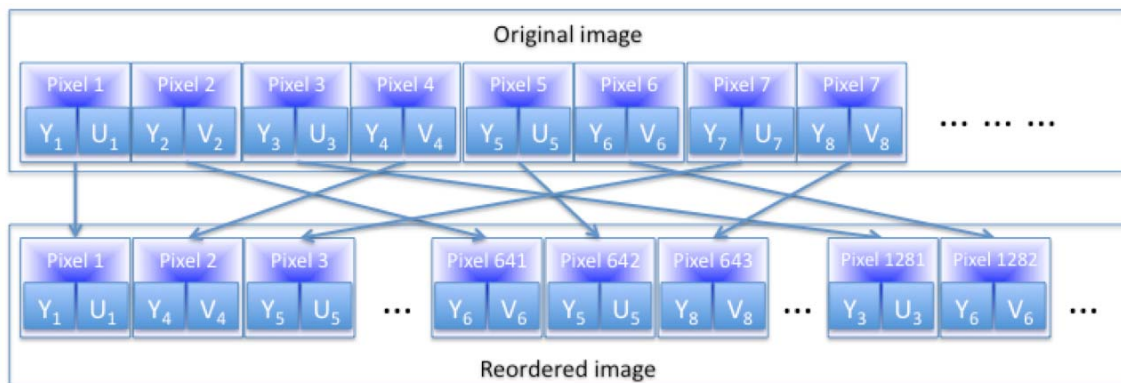 Original image
Pixel 1 Pixel 2 Pixel 3 Pixel 4 Pixel 5 Pixel 6 Pixel 7 Pixel 7
Y₁ U₁ Y₂ V₂ Y₃ U₃ Y₄ V₄ Y₅ U₅ Y₆ V₆ Y₇ U₇ Y₈ V₈ ... ... ...
Pixel 1 Pixel 2 Pixel 3 Pixel 641 Pixel 642 Pixel 643 Pixel 1281 Pixel 1282
Y₁ U₁ Y₄ V₄ Y₅ U₅ ... Y₆ V₆ Y₅ U₅ Y₈ V₈ ... Y₃ U₃ Y₆ V₆ ...
Reordered image